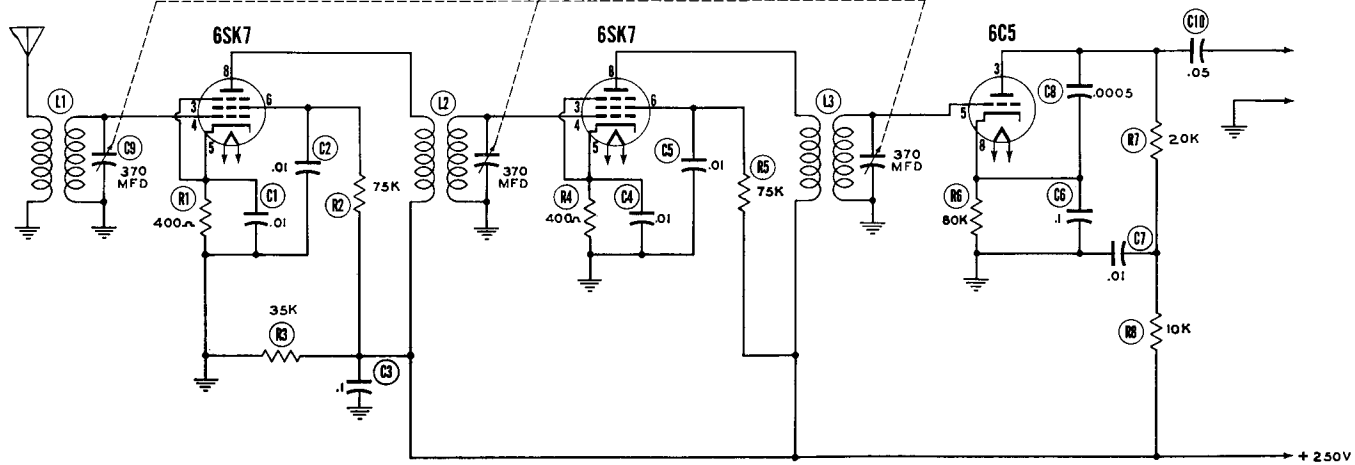 6SK7
6SK7
6C5
C10
.05
8
3
4
5
6
L1
C9
370
MFD
C2
.01
R1
400Ω
C1
.01
R2
75K
35K
R3
C3
.1
L2
370
MFD
8
3
4
5
6
C5
.01
R4
400Ω
C4
.01
R5
75K
L3
370
MFD
3
5
8
C8
.0005
R7
20K
R6
80K
C6
.1
C7
.01
R8
10K
+ 250V